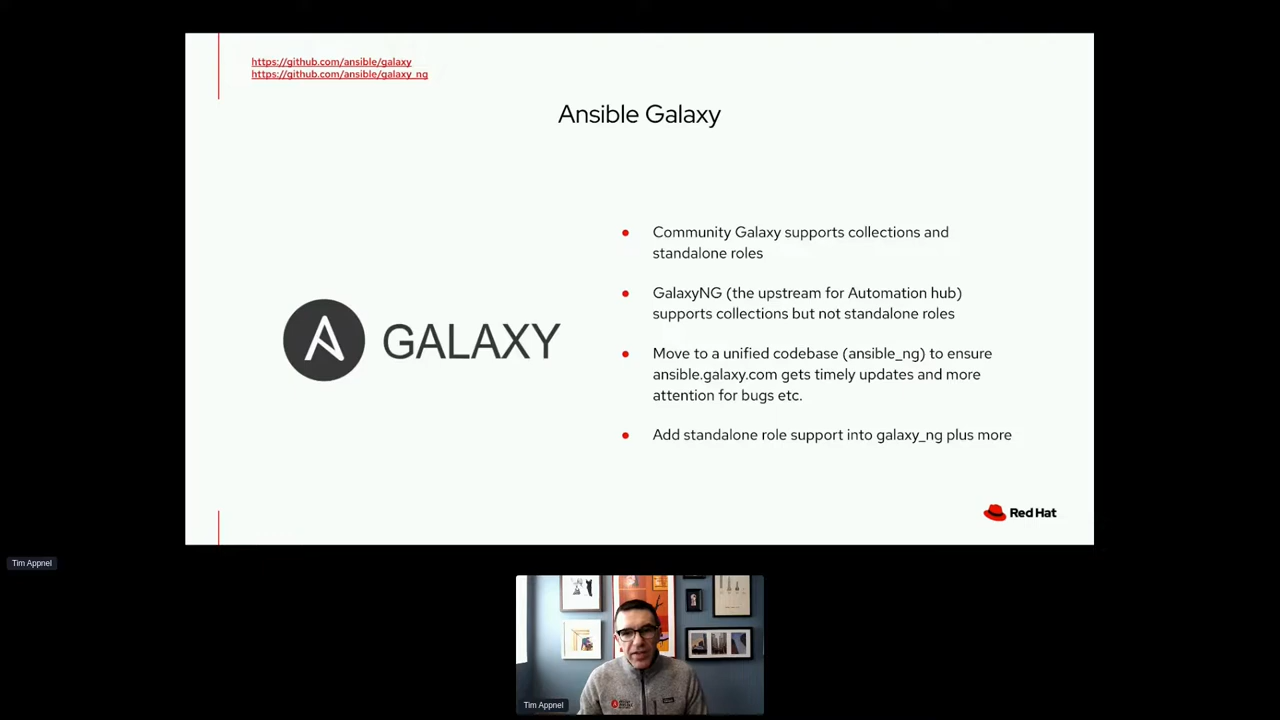 https://github.com/ansible/galaxy
https://github.com/ansible/galaxy_ng
Ansible Galaxy
GALAXY
● Community Galaxy supports collections and
standalone roles
● GalaxyNG (the upstream for Automation hub)
supports collections but not standalone roles
● Move to a unified codebase (ansible_ng) to ensure
ansible.galaxy.com gets timely updates and more
attention for bugs etc.
● Add standalone role support into galaxy_ng plus more
Red Hat
Tim Appnel
Tim Appnel